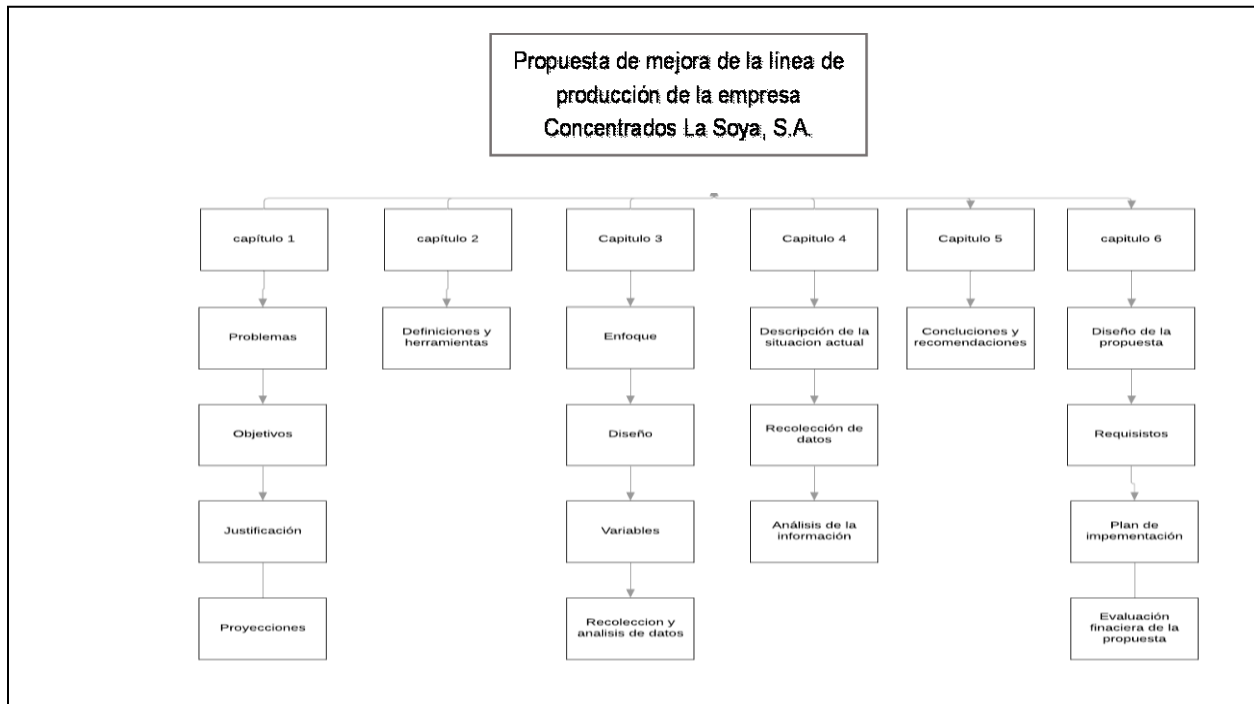 Propuesta de mejora de la línea de
producción de la empresa
Concentrados La Soya, S.A.
capítulo 1
capítulo 2
Capitulo 3
Capitulo 4
Capitulo 5
capitulo 6
Problemas
Definiciones y
herramientas
Enfoque
Descripción de la
situacion actual
Concluciones y
recomendaciones
Diseño de la
propuesta
Objetivos
Diseño
Recolección de
datos
Requisistos
Justificación
Variables
Análisis de la
información
Plan de
impementación
Proyecciones
Recoleccion y
analisis de datos
Evaluación
finaciera de la
propuesta